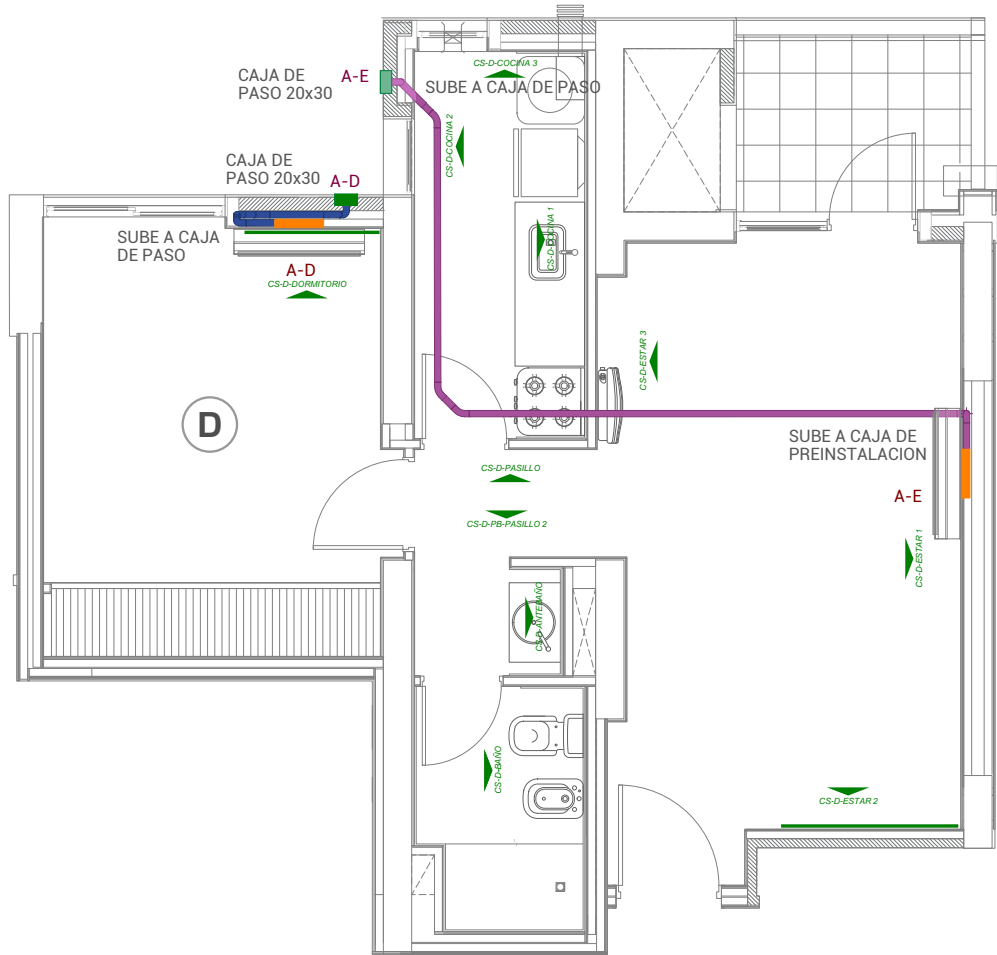 CS-D-COCINA 3
CAJA DE
PASO 20x30
A-E
SUBE A CAJA DE PASO
CS-D-COCINA 2
CAJA DE
PASO 20x30
A-D
SUBE A CAJA
DE PASO
CS-D-COCINA 1
A-D
CS-D-DORMITORIO
CS-D-ESTAR 3
D
SUBE A CAJA DE
PREINSTALACION
CS-D-PASILLO
A-E
CS-D-PB-PASILLO 2
CS-D-ESTAR 1
CS-D-ANTEBAÑO
CS-D-BAÑO
CS-D-ESTAR 2